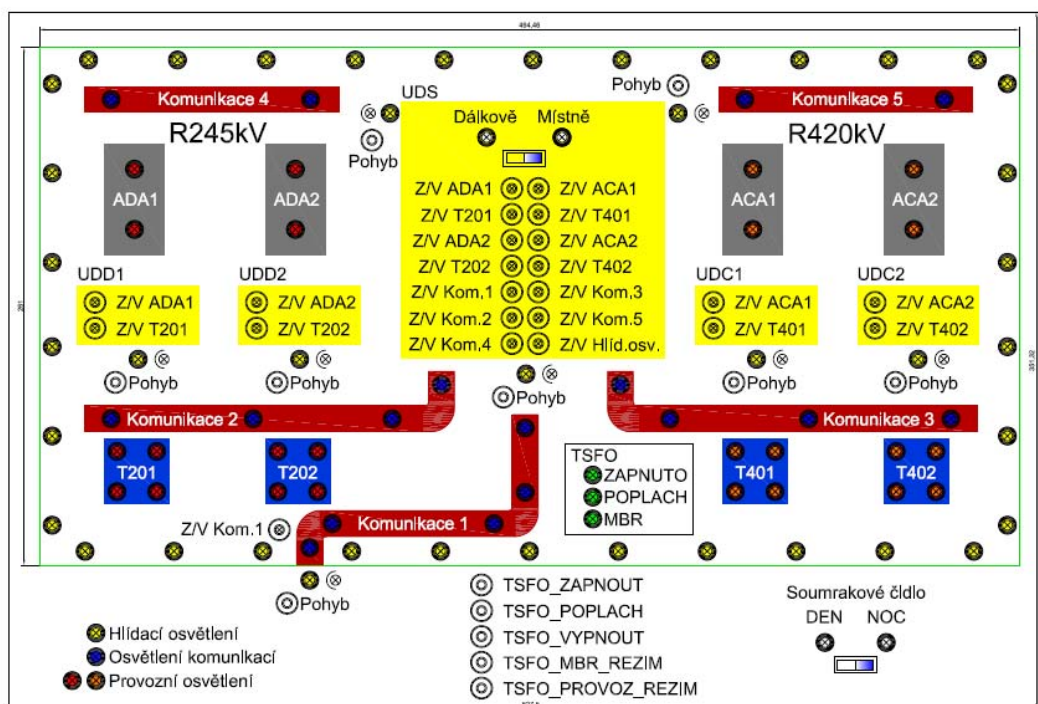 464,46
Pohyb
UDS
Komunikace 4
Komunikace 5
R245kV
Dálkově Místně
R420kV
Pohyb
ADA1
ADA2
Z/V ADA1
Z/V ACA1
Z/V T201
Z/V T401
Z/V ADA2
Z/V ACA2
Z/V T202
Z/V T402
Z/V Kom,1
Z/V Kom,3
Z/V Kom.2
Z/V Kom.5
Z/V Kom.4
Z/V Hlíd.osv.
ACA1
ACA2
UDD1
Z/V ADA1
Z/V T201
UDD2
Z/V ADA2
Z/V T202
UDC1
Z/V ACA1
Z/V T401
UDC2
Z/V ACA2
Z/V T402
Pohyb
Pohyb
Pohyb
Pohyb
Pohyb
Komunikace 2
Komunikace 3
T201
T202
TSFO
ZAPNUTO
POPLACH
MBR
T401
T402
Z/V Kom.1
Komunikace 1
Pohyb
TSFO_ZAPNOUT
TSFO_POPLACH
TSFO_VYPNOUT
TSFO_MBR_REZIM
TSFO_PROVOZ_REZIM
Soumrakové čidlo
DEN NOC
Hlídací osvětlení
Osvětlení komunikací
Provozní osvětlení